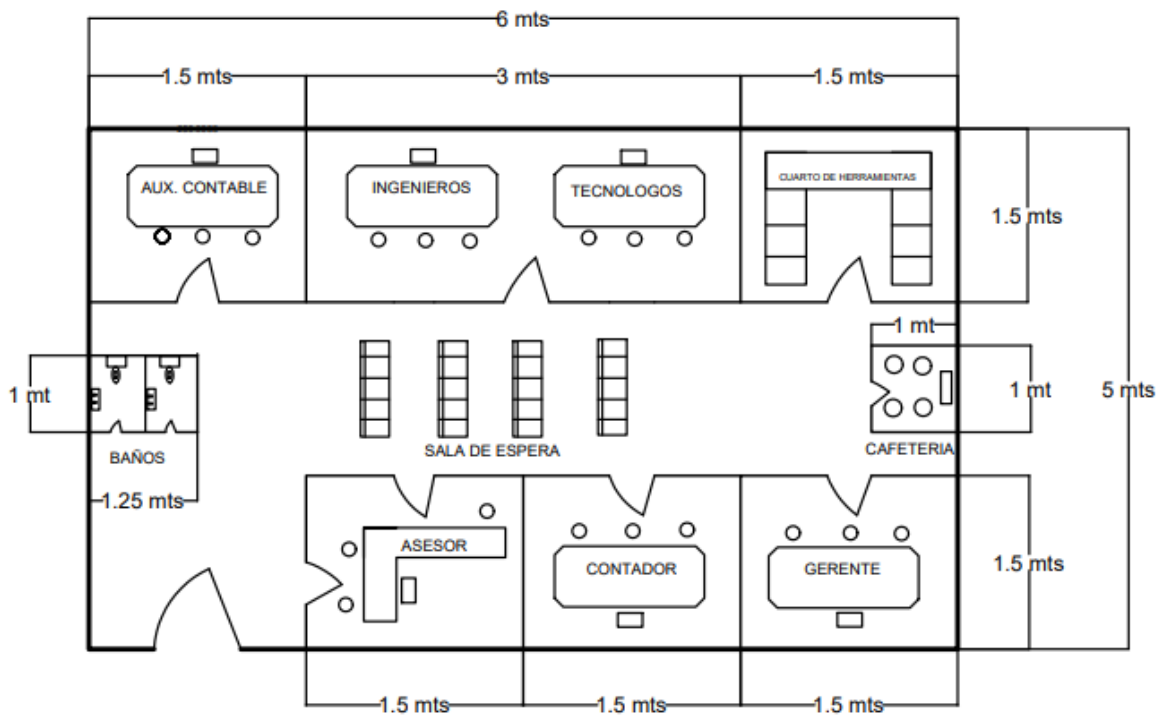 6 mts
1.5 mts
3 mts
1.5 mts
AUX. CONTABLE
INGENIEROS
TECNOLOGOS
CUARTO DE HERRAMIENTAS
1.5 mts
1 mt
1 mt
1 mt
5 mts
SALA DE ESPERA
CAFETERIA
BAÑOS
1.25 mts
ASESOR
CONTADOR
GERENTE
1.5 mts
1.5 mts
1.5 mts
1.5 mts